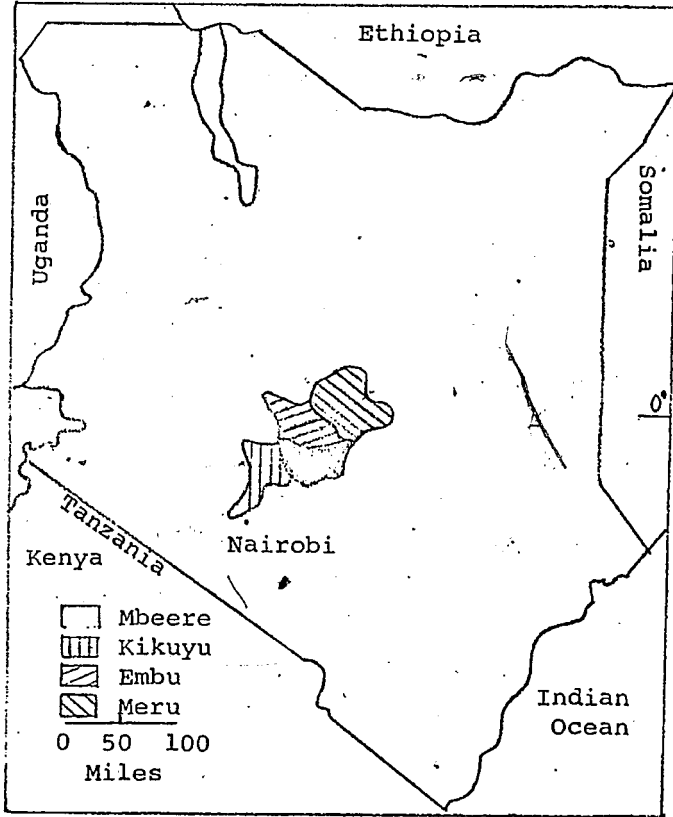 Ethiopia
Uganda
Somalia
0°
Tanzania
Nairobi
Kenya
Mbeere
Kikuyu
Embu
Meru
0 50 100
Miles
Indian
Ocean